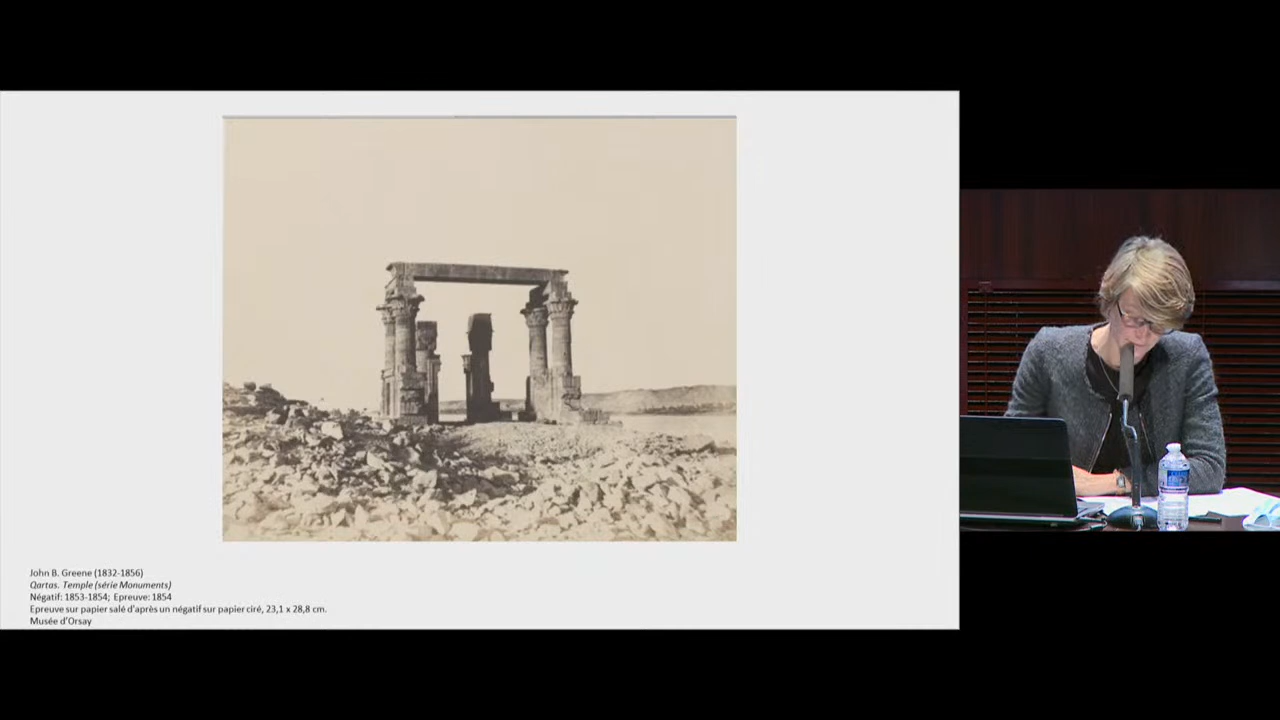 John B. Greene (1832-1856)
Qartas. Temple (série Monuments)
Négatif: 1853-1854; Epreuve: 1854
Epreuve sur papier salé d'après un négatif sur papier ciré, 23,1 x 28,8 cm.
Musée d'Orsay